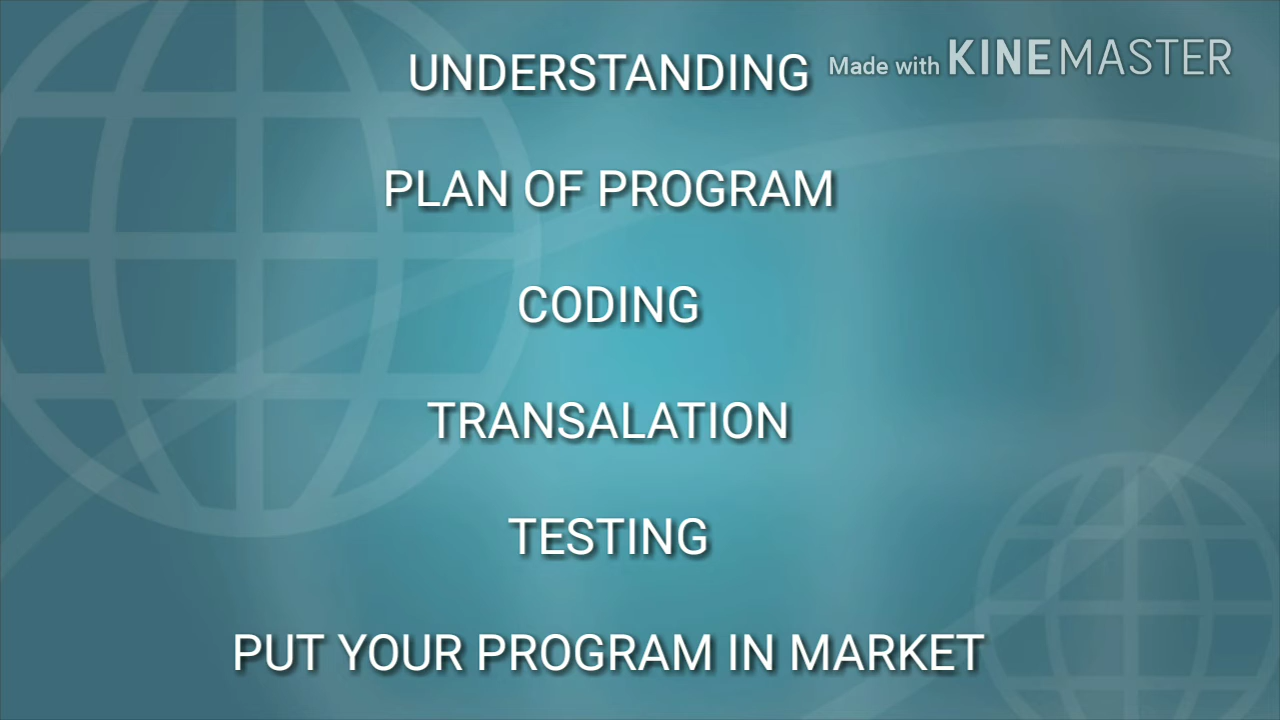 UNDERSTANDING
Made with KINEMASTER
PLAN OF PROGRAM
CODING
TRANSALATION
TESTING
PUT YOUR PROGRAM IN MARKET